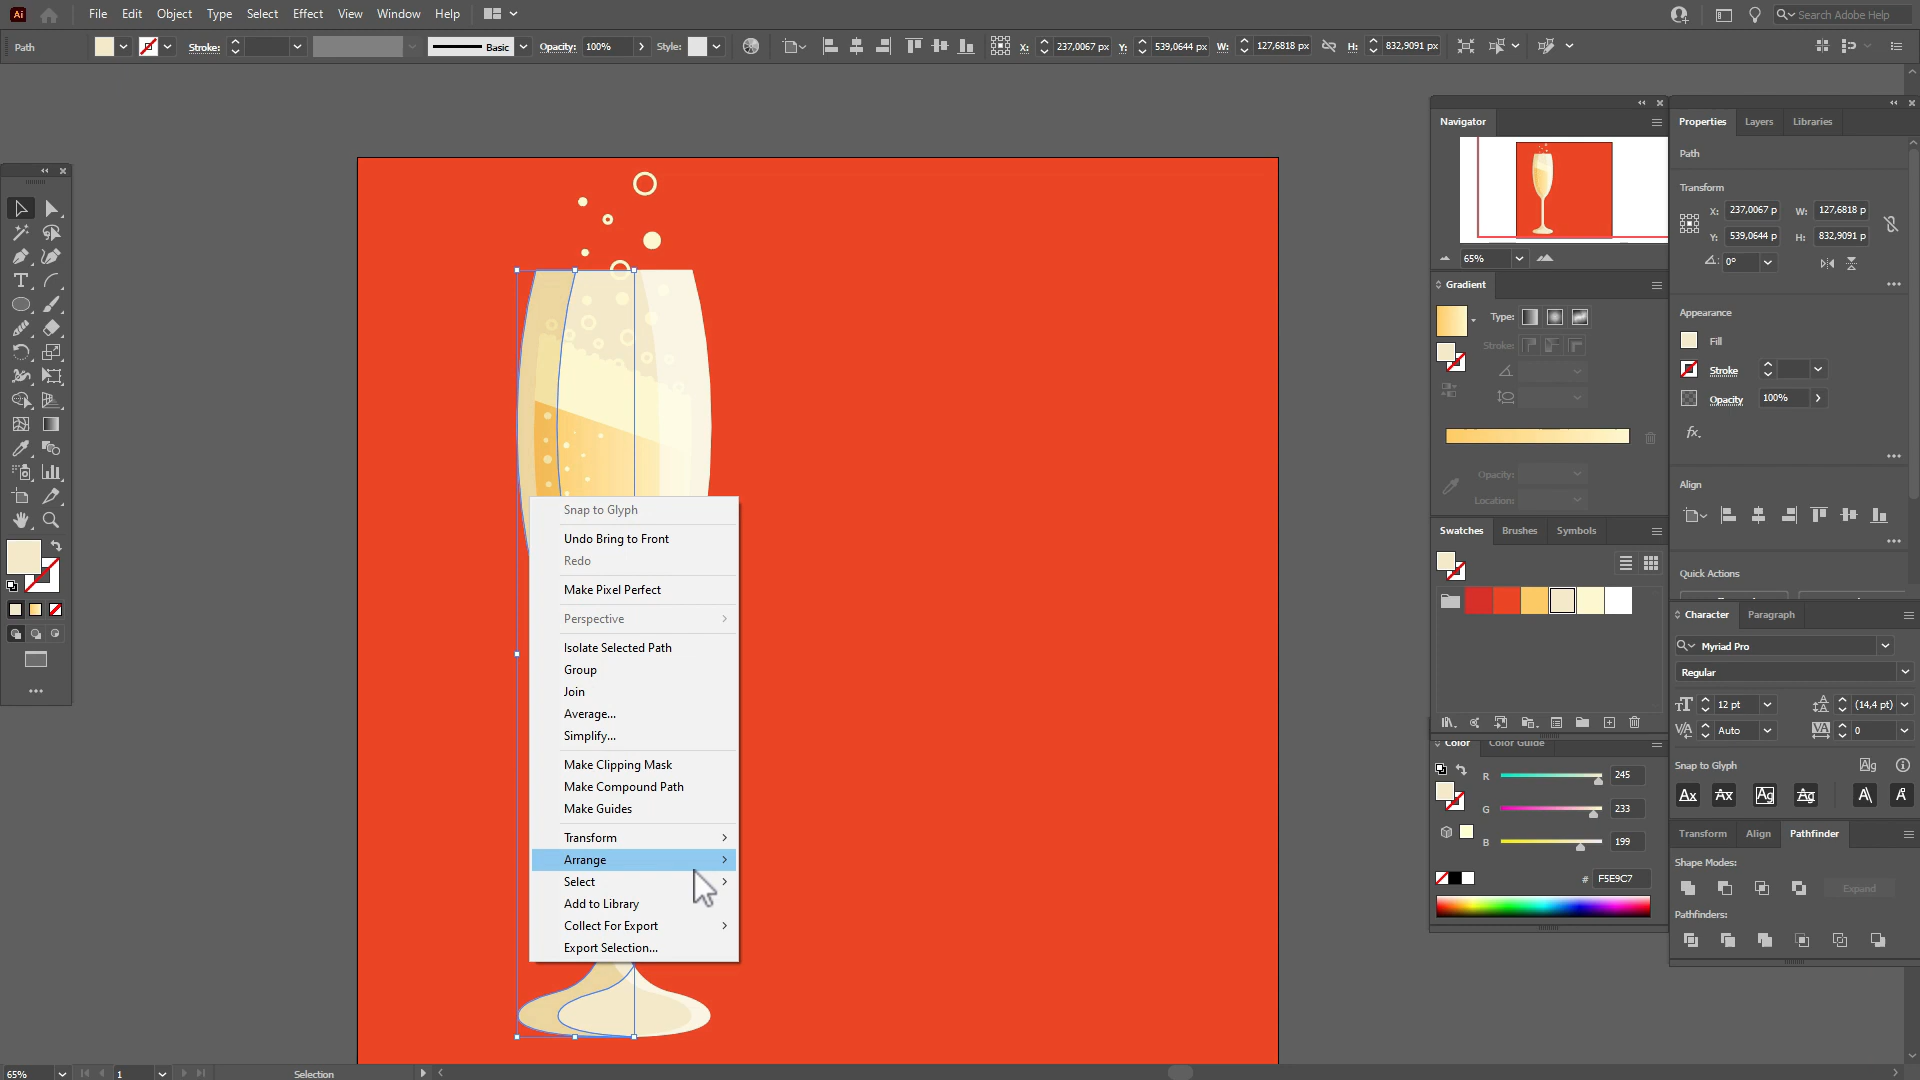 Ai File Edit Object Type Select Effect View Window Help Search Adobe Help
Path Stroke: Basic Opacity: 100% Style: X: 237,0067 px Y: 539,0644 px W: 127,6818 px H: 832,9091 px
Navigator
65%
Gradient
Type:
Stroke:
Opacity:
Location:
Swatches Brushes Symbols
Color Color Guide
R 245
G 233
B 199
# F5E9C7
Properties Layers Libraries
Path
Transform
X: 237,0067 p W: 127,6818 p
Y: 539,0644 p H: 832,9091 p
0°
Appearance
Fill
Stroke
Opacity 100%
fx.
Align
Quick Actions
Character Paragraph
Myriad Pro
Regular
12 pt (14,4 pt)
Auto 0
Snap to Glyph
Transform Align Pathfinder
Shape Modes:
Expand
Pathfinders:
Snap to Glyph
Undo Bring to Front
Redo
Make Pixel Perfect
Perspective
Isolate Selected Path
Group
Join
Average...
Simplify...
Make Clipping Mask
Make Compound Path
Make Guides
Transform
Arrange
Select
Add to Library
Collect For Export
Export Selection...
65% 1 Selection